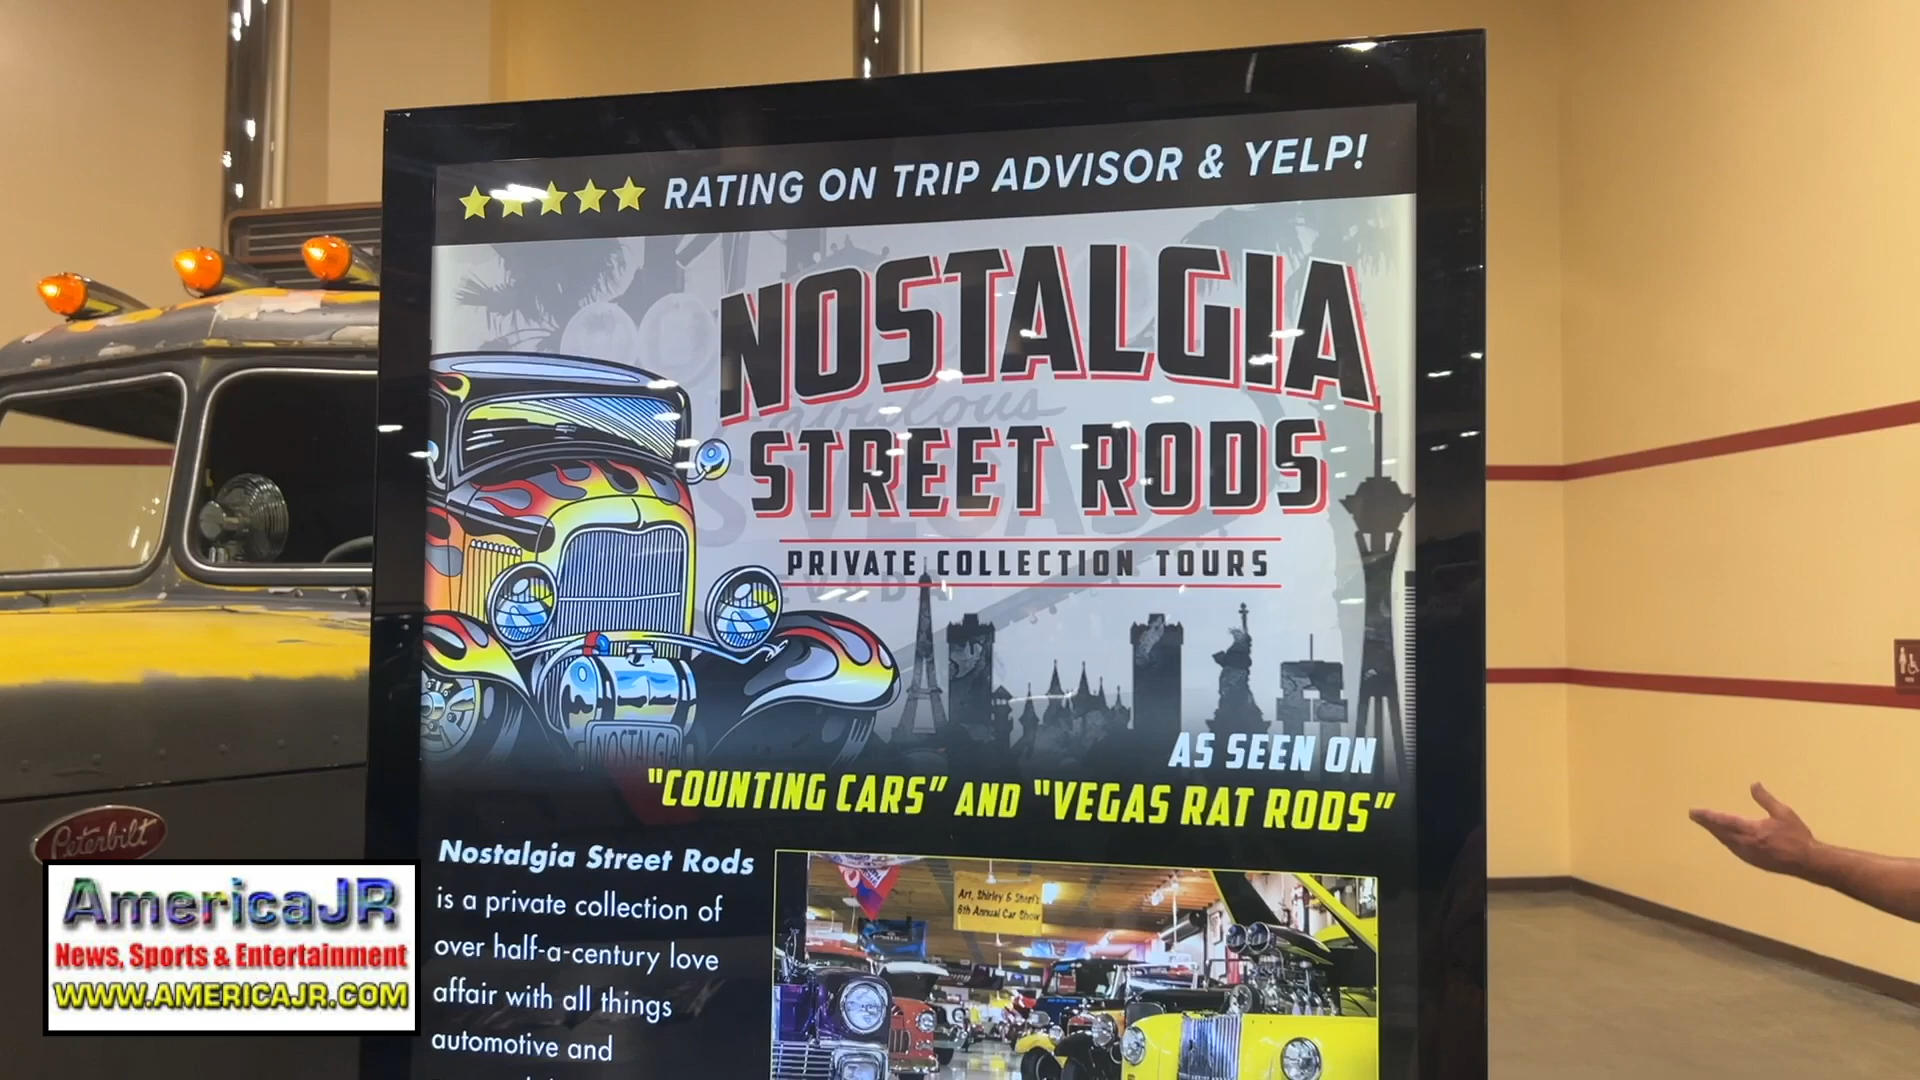 RATING ON TRIP ADVISOR & YELP!
NOSTALGIA
STREET RODS
PRIVATE COLLECTION TOURS
NOSTALGIA
AS SEEN ON
"COUNTING CARS" AND "VEGAS RAT RODS"
Nostalgia Street Rods
is a private collection of
over half-a-century love
affair with all things
automotive and
Art, Shirley & Sheri's
6th Annual Car Show
Peterbilt
AmericaJR
News, Sports & Entertainment
WWW.AMERICAJR.COM